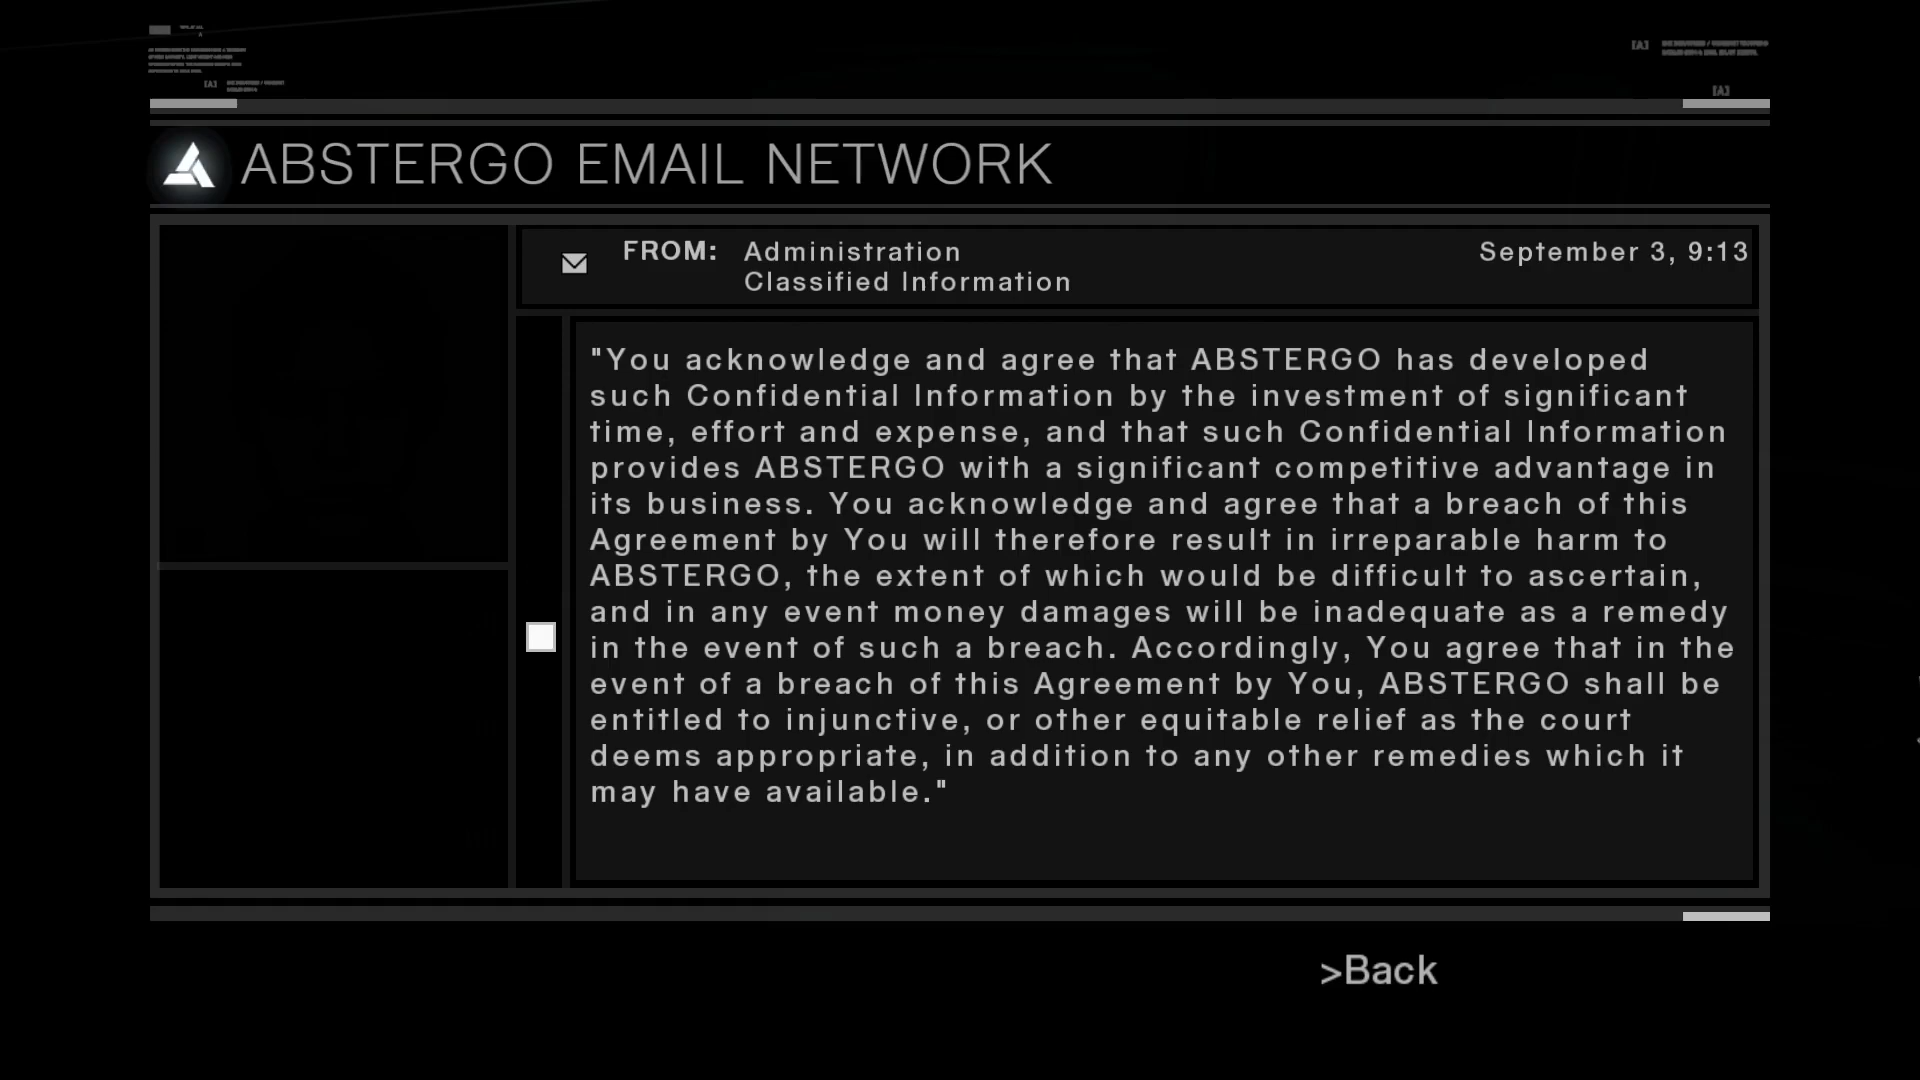 [A]
[A]
[A]
ABSTERGO EMAIL NETWORK
FROM: Administration
September 3, 9:13
Classified Information
"You acknowledge and agree that ABSTERGO has developed
such Confidential Information by the investment of significant
time, effort and expense, and that such Confidential Information
provides ABSTERGO with a significant competitive advantage in
its business. You acknowledge and agree that a breach of this
Agreement by You will therefore result in irreparable harm to
ABSTERGO, the extent of which would be difficult to ascertain,
and in any event money damages will be inadequate as a remedy
in the event of such a breach. Accordingly, You agree that in the
event of a breach of this Agreement by You, ABSTERGO shall be
entitled to injunctive, or other equitable relief as the court
deems appropriate, in addition to any other remedies which it
may have available."
>Back